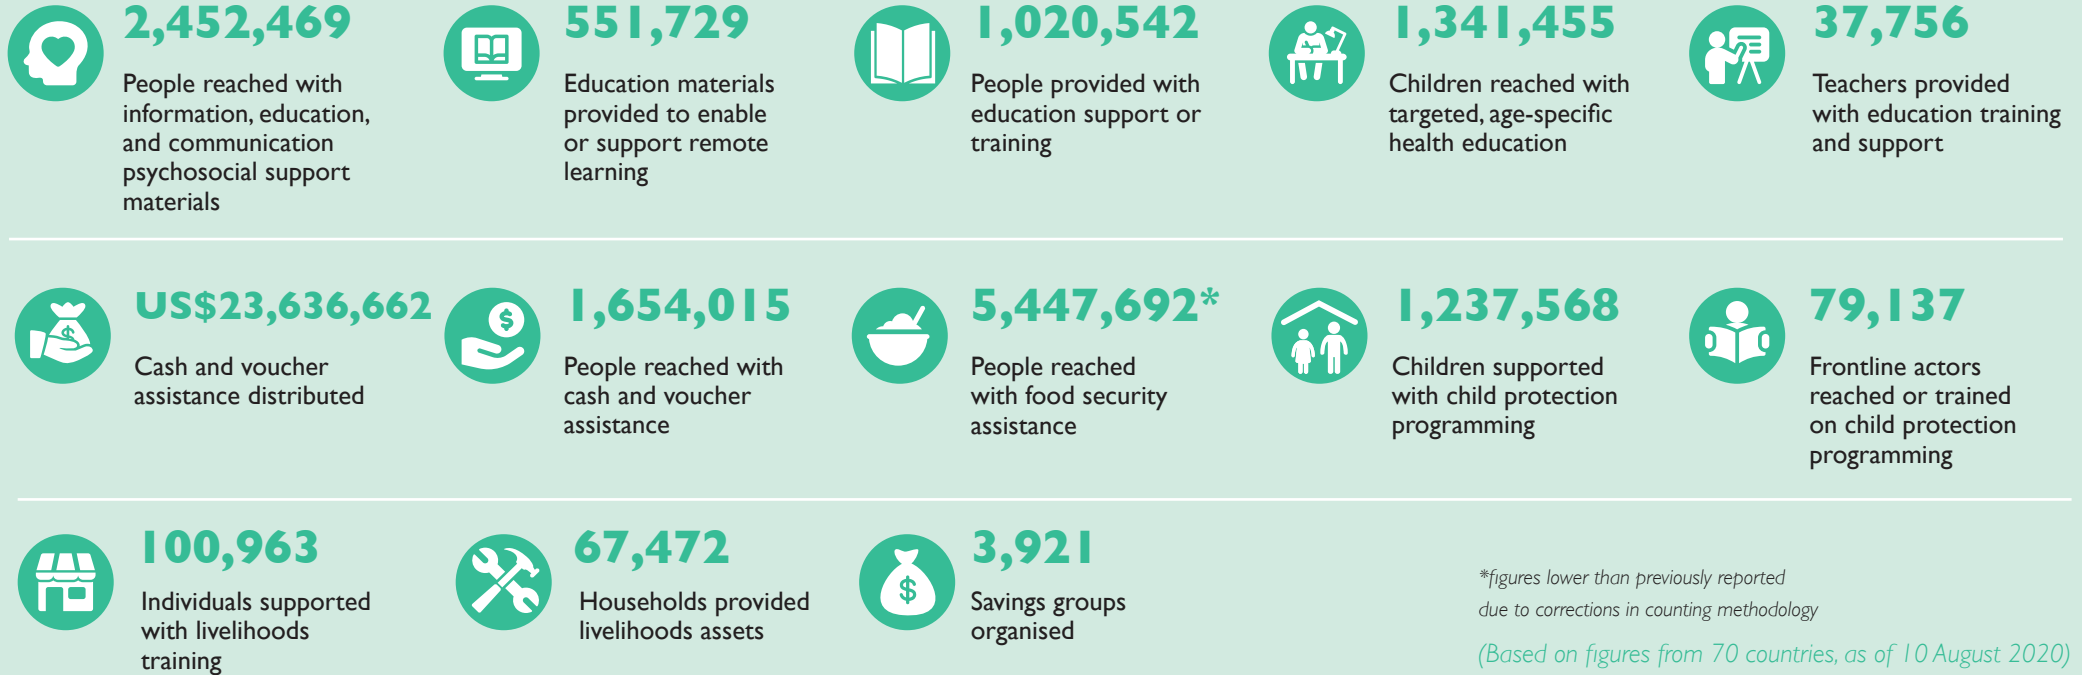 2,452,469
People reached with
information, education,
and communication
psychosocial support
materials
551,729
Education materials
provided to enable
or support remote
learning
1,020,542
People provided with
education support or
training
1,341,455
Children reached with
targeted, age-specific
health education
37,756
Teachers provided
with education training
and support
US$23,636,662
Cash and voucher
assistance distributed
1,654,015
People reached with
cash and voucher
assistance
5,447,692*
People reached
with food security
assistance
1,237,568
Children supported
with child protection
programming
79,137
Frontline actors
reached or trained
on child protection
programming
100,963
Individuals supported
with livelihoods
training
67,472
Households provided
livelihoods assets
3,921
Savings groups
organised
*figures lower than previously reported
due to corrections in counting methodology
(Based on figures from 70 countries, as of 10 August 2020)